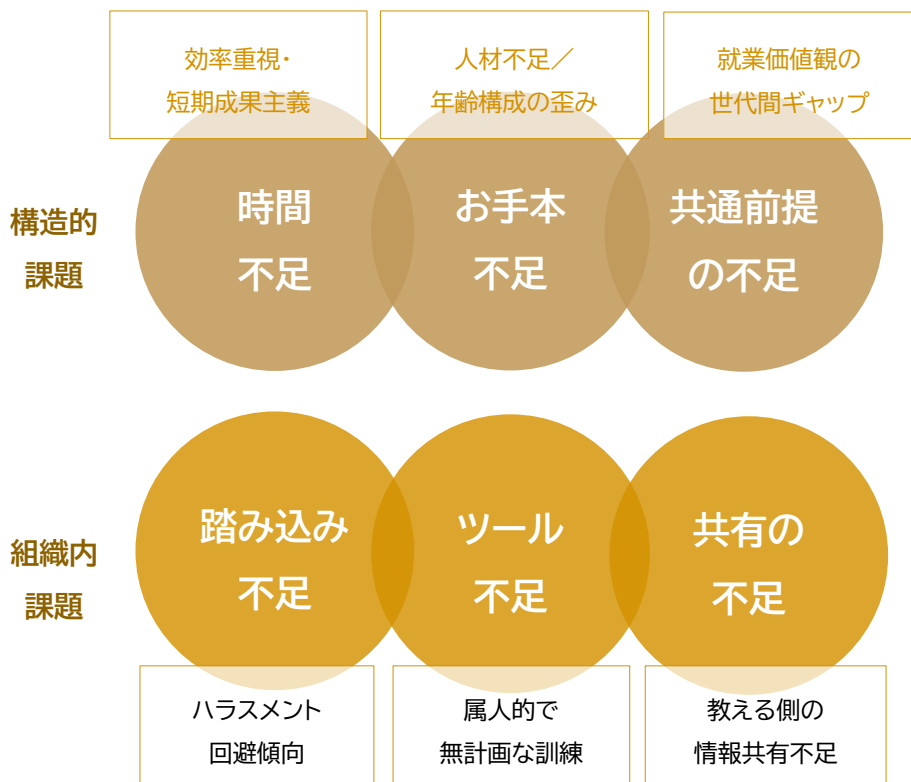 効率重視・
短期成果主義
人材不足／
年齢構成の歪み
就業価値観の
世代間ギャップ
構造的
課題
時間
不足
お手本
不足
共通前提
の不足
組織内
課題
踏み込み
不足
ツール
不足
共有の
不足
ハラスメント
回避傾向
属人的で
無計画な訓練
教える側の
情報共有不足